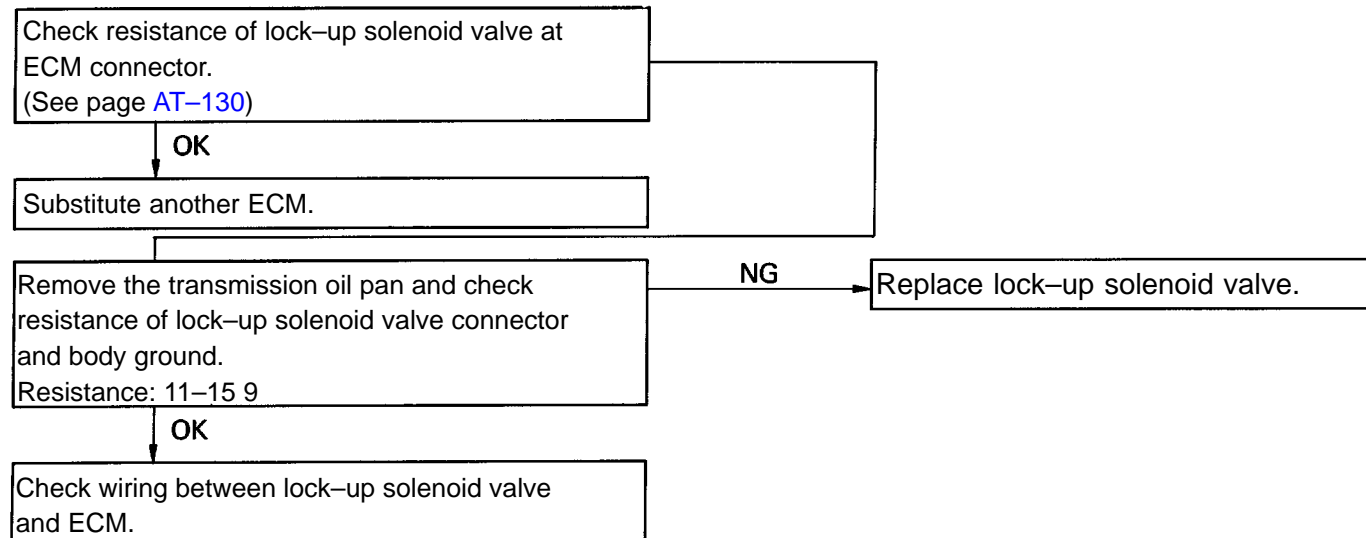 Check resistance of lock–up solenoid valve at
ECM connector.
(See page AT–130)
OK
Substitute another ECM.
Remove the transmission oil pan and check
resistance of lock–up solenoid valve connector
and body ground.
Resistance: 11–15 9
NG
Replace lock–up solenoid valve.
OK
Check wiring between lock–up solenoid valve
and ECM.